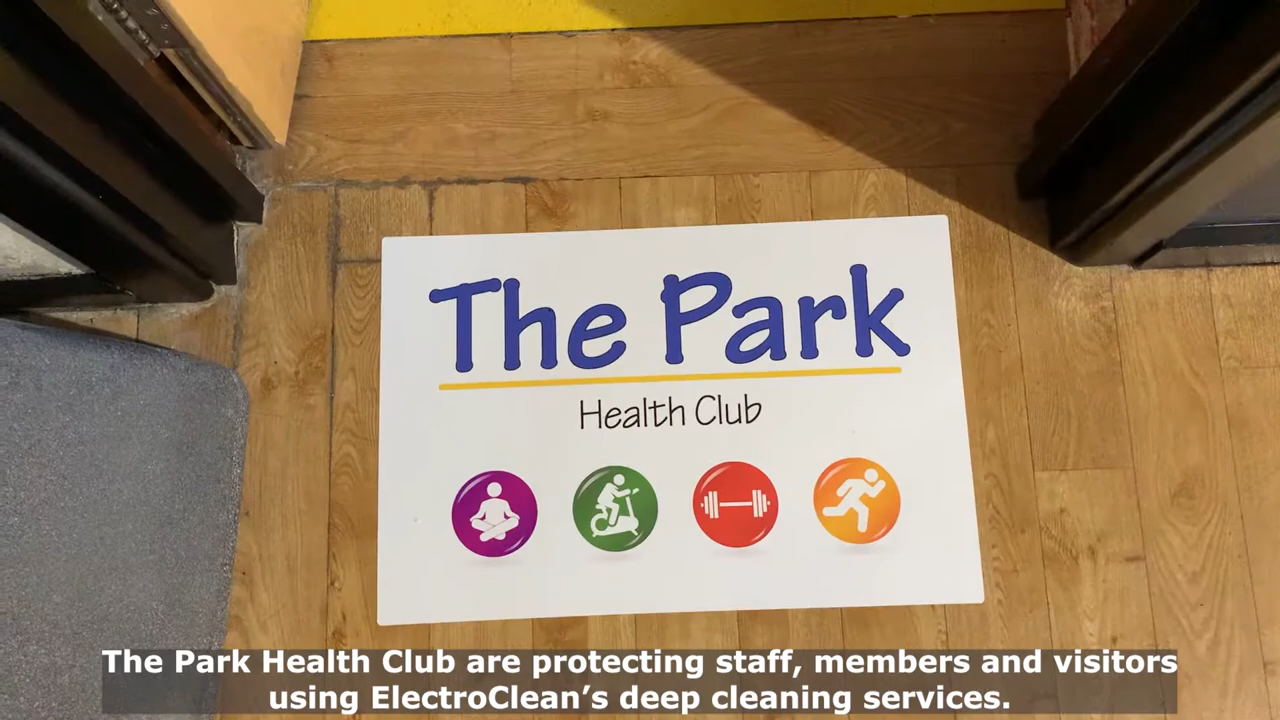 The Park
Health Club
The Park Health Club are protecting staff, members and visitors
using ElectroClean’s deep cleaning services.